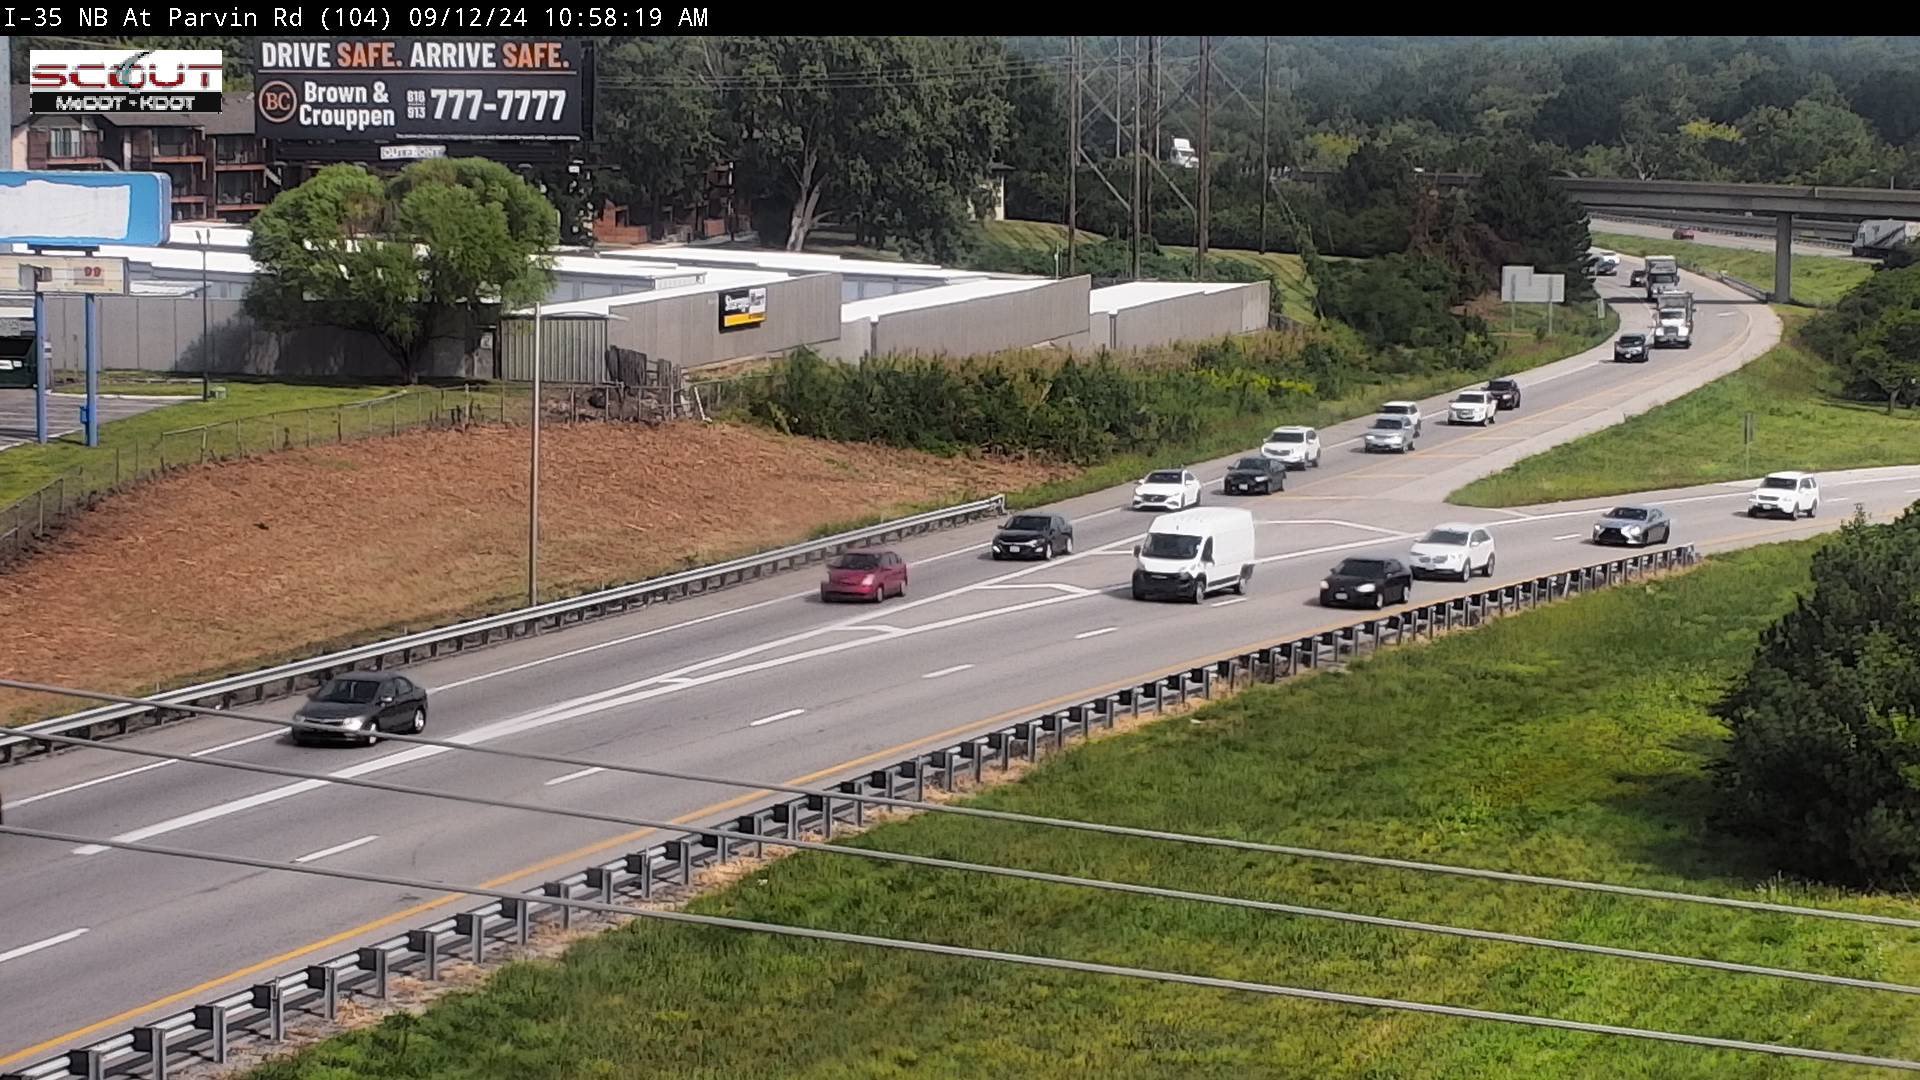 I-35 NB At Parvin Rd (104) 09/12/24 10:58:19 AM
SCOUT
MoDOT - KDOT
DRIVE SAFE. ARRIVE SAFE.
BC Brown & Crouppen 816 913 777-7777
OUTFRONT
99